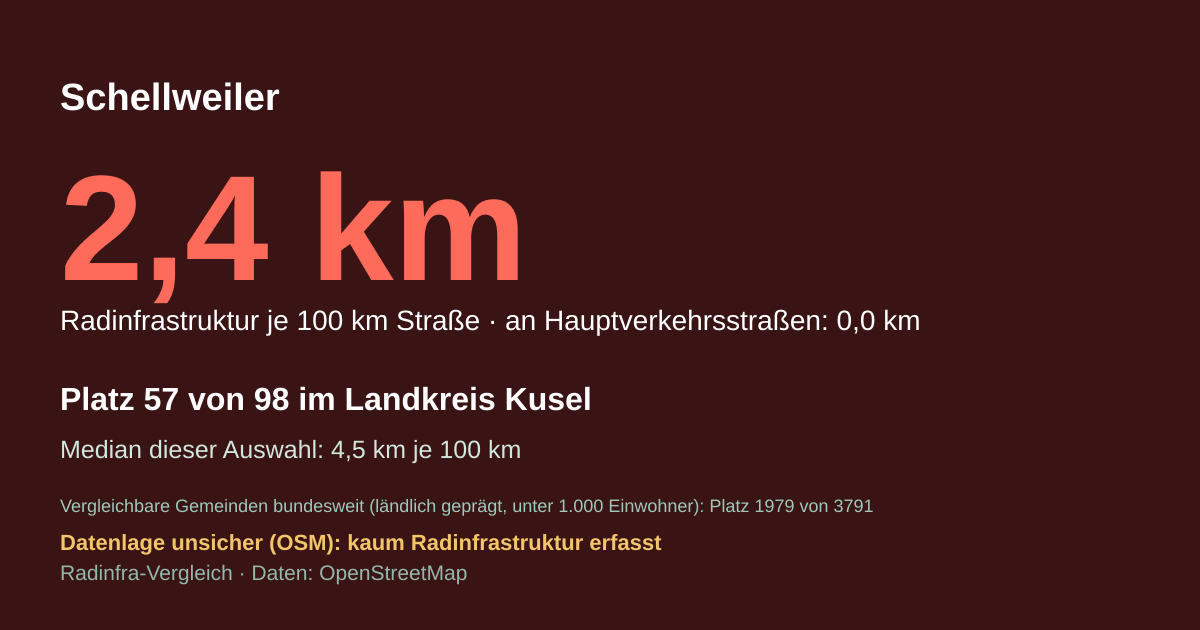 Schellweiler
2,4 km
Radinfrastruktur je 100 km Straße · an Hauptverkehrsstraßen: 0,0 km
Platz 57 von 98 im Landkreis Kusel
Median dieser Auswahl: 4,5 km je 100 km
Vergleichbare Gemeinden bundesweit (ländlich geprägt, unter 1.000 Einwohner): Platz 1979 von 3791
Datenlage unsicher (OSM): kaum Radinfrastruktur erfasst
Radinfra-Vergleich · Daten: OpenStreetMap